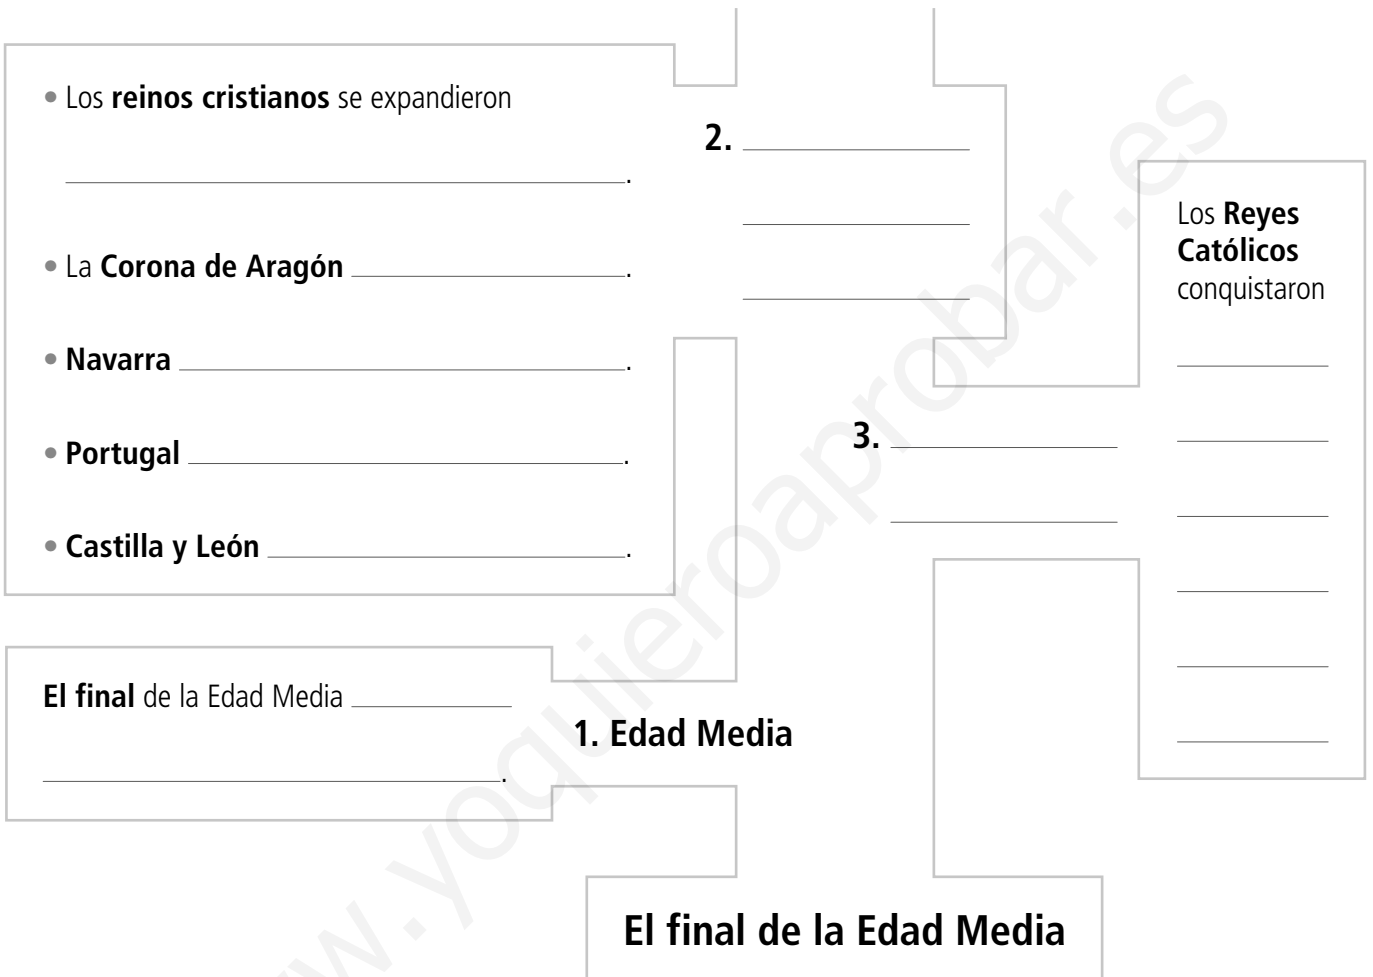 • Los reinos cristianos se expandieron
.
• La Corona de Aragón .
• Navarra .
• Portugal .
• Castilla y León .
2.
Los Reyes
Católicos
conquistaron
3.
El final de la Edad Media
.
1. Edad Media
El final de la Edad Media
www.yoquieroaprobar.es